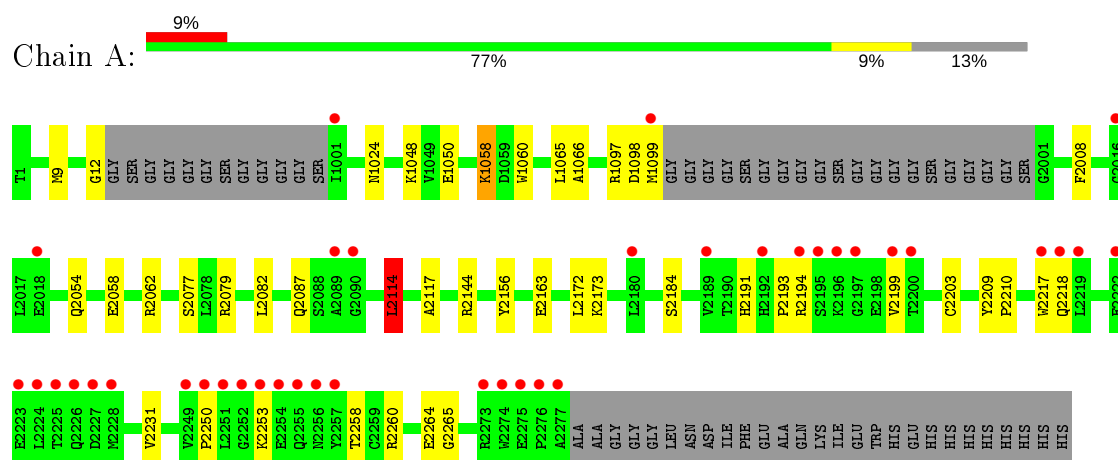 9%
Chain A:
77% 9% 13%
T1 M9 G12 GLY SER GLY GLY GLY GLY SER GLY GLY GLY GLY SER I1001 N1024 K1048 V1049 E1050 K1058 D1059 W1060 L1065 A1066 R1097 D1098 M1099 GLY GLY GLY GLY SER GLY GLY GLY GLY SER GLY GLY GLY GLY SER GLY GLY GLY GLY SER G2001 F2008 G2016
L2017 E2018 Q2054 E2058 R2062 S2077 L2078 R2079 L2082 Q2087 S2088 A2089 G2090 L2114 A2117 R2144 Y2156 E2163 L2172 K2173 L2180 S2184 V2189 T2190 H2191 H2192 P2193 R2194 S2195 K2196 G2197 E2198 V2199 T2200 C2203 Y2209 P2210 W2217 Q2218 L2219 E2222
E2223 L2224 T2225 Q2226 D2227 M2228 V2231 V2249 P2250 L2251 G2252 K2253 E2254 Q2255 N2256 Y2257 T2258 C2259 R2260 E2264 G2265 R2273 W2274 E2275 P2276 A2277 ALA ALA GLY GLY GLY LEU ASN ASP ILE PHE GLU ALA GLN LYS ILE GLU TRP HIS GLU HIS HIS HIS HIS HIS HIS HIS HIS